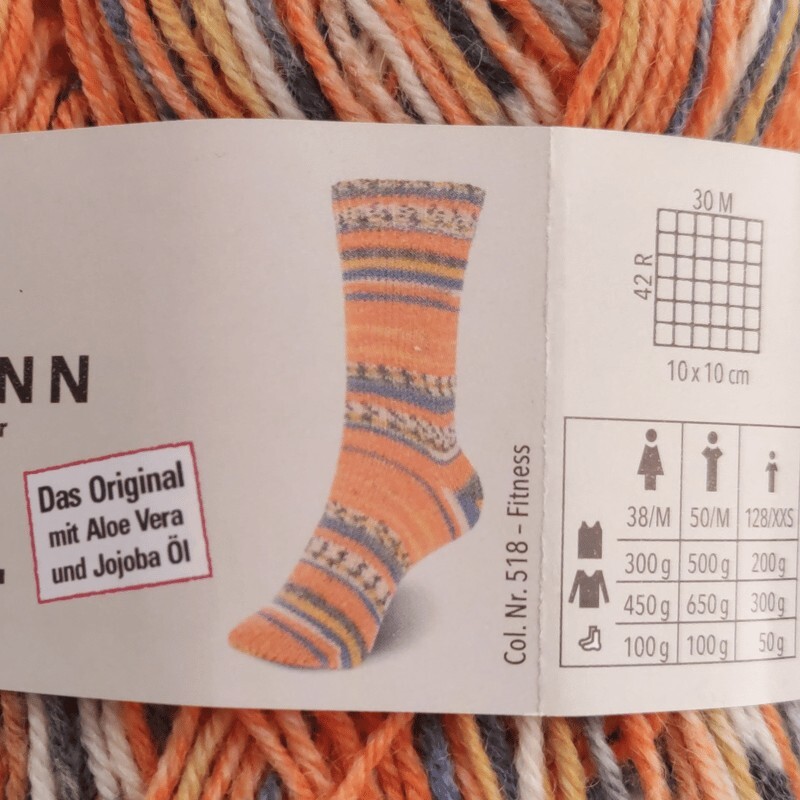 NN
r
Das Original
mit Aloe Vera
und Jojoba Öl
Col. Nr. 518 – Fitness
30 M
42 R
10 x 10 cm
38/M 50/M 128/XXS
300 g 500 g 200 g
450 g 650 g 300 g
100 g 100 g 50 g